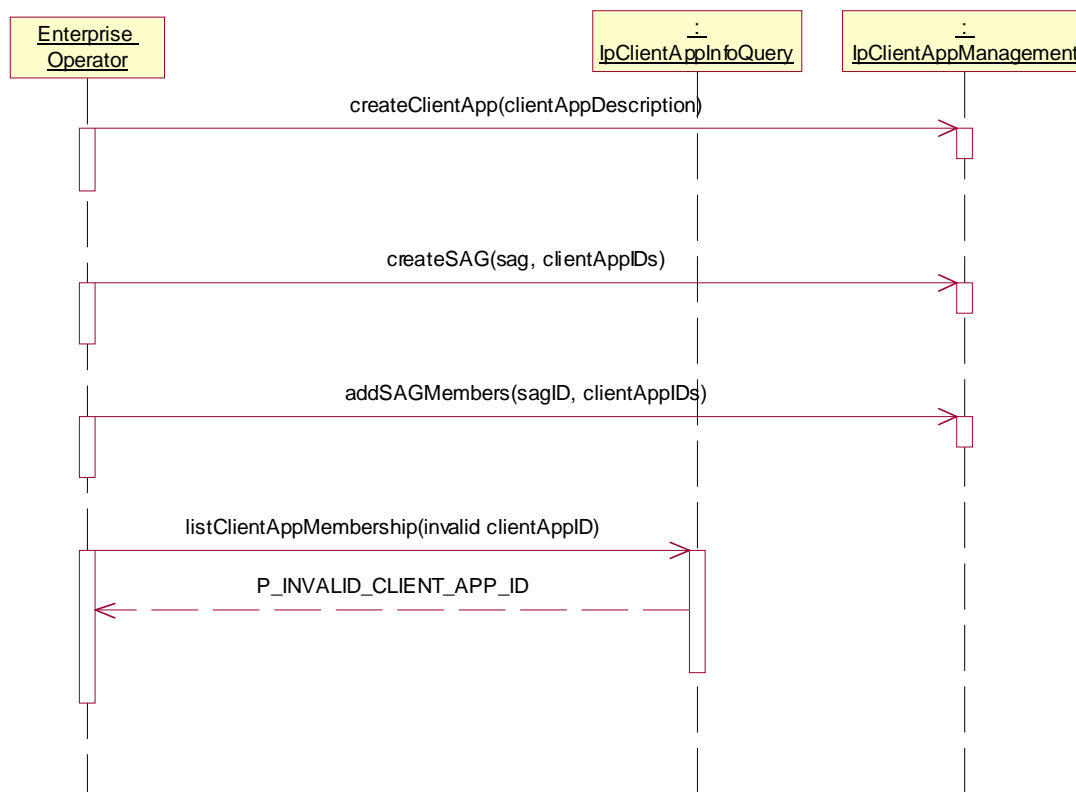 Enterprise
Operator
:
IpClientAppInfoQuery
:
IpClientAppManagement
createClientApp(clientAppDescription)
createSAG(sag, clientAppIDs)
addSAGMembers(sagID, clientAppIDs)
listClientAppMembership(invalid clientAppID)
P_INVALID_CLIENT_APP_ID